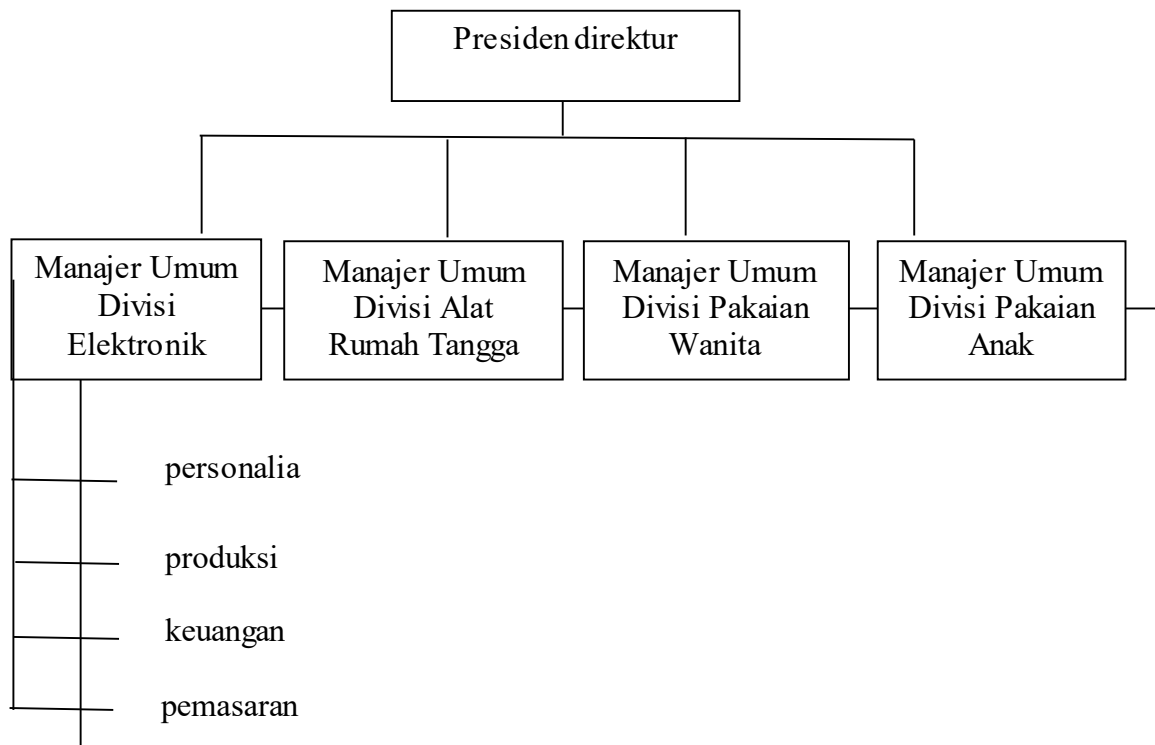 Presiden direktur
Manajer Umum
Divisi
Elektronik
Manajer Umum
Divisi Alat
Rumah Tangga
Manajer Umum
Divisi Pakaian
Wanita
Manajer Umum
Divisi Pakaian
Anak
personalia
produksi
keuangan
pemasaran